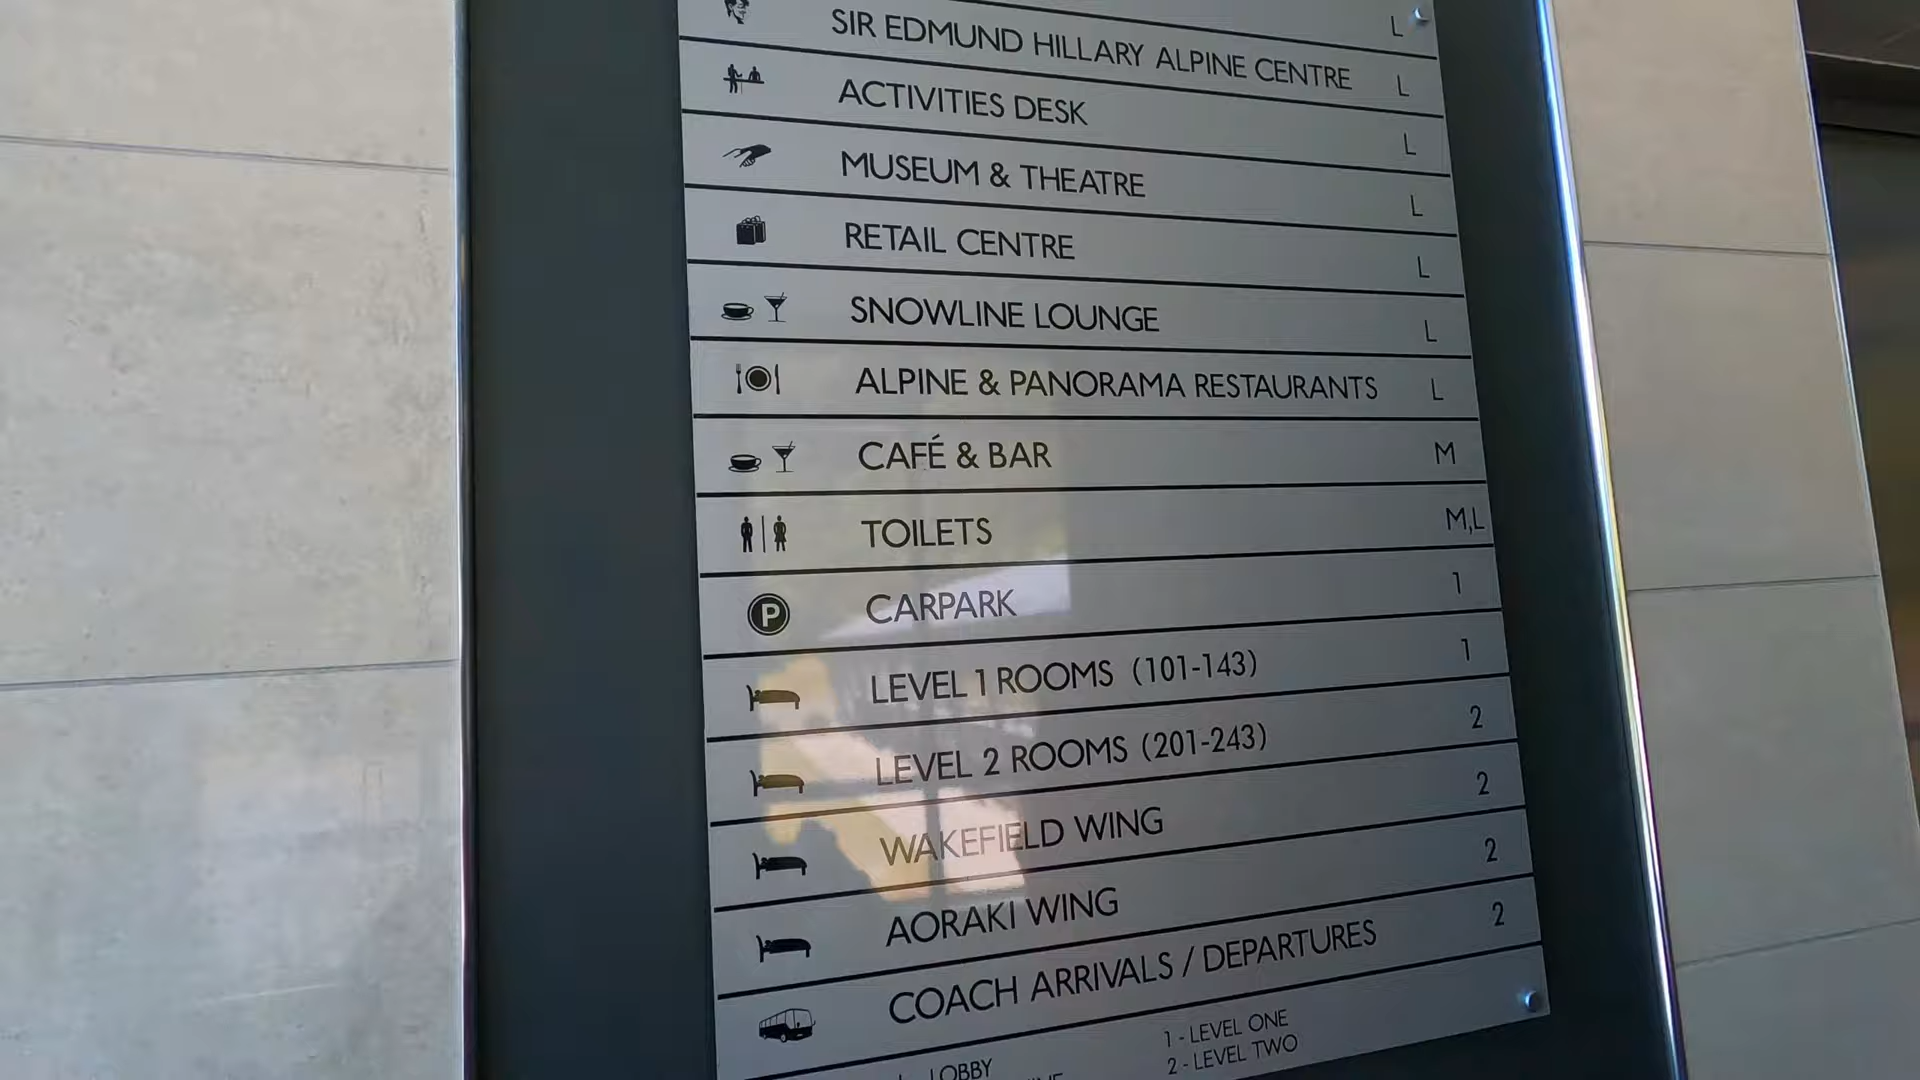 L
SIR EDMUND HILLARY ALPINE CENTRE L
ACTIVITIES DESK L
MUSEUM & THEATRE L
RETAIL CENTRE L
SNOWLINE LOUNGE L
ALPINE & PANORAMA RESTAURANTS L
CAFÉ & BAR M
TOILETS M,L
P CARPARK 1
LEVEL 1 ROOMS (101-143) 1
LEVEL 2 ROOMS (201-243) 2
WAKEFIELD WING 2
AORAKI WING 2
COACH ARRIVALS / DEPARTURES 2
LOBBY
1 - LEVEL ONE
2 - LEVEL TWO